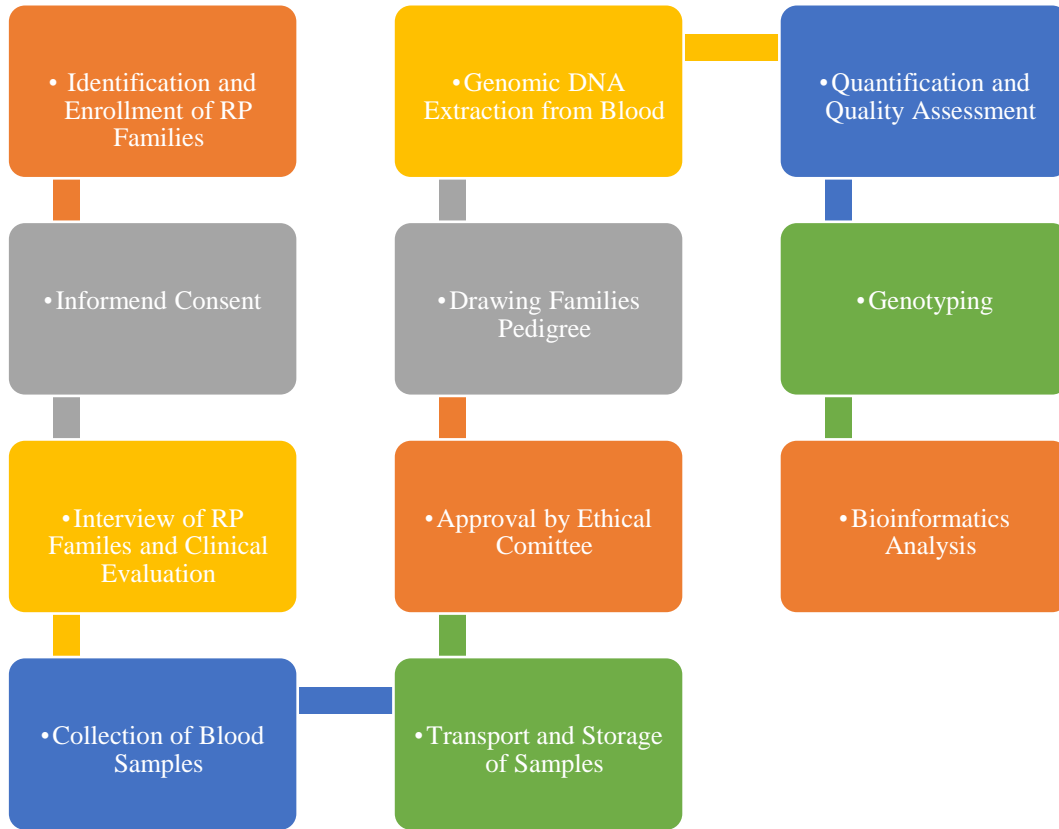 • Identification and
Enrollment of RP
Families
• Informend Consent
• Interview of RP
Familes and Clinical
Evaluation
• Collection of Blood
Samples
• Transport and Storage
of Samples
• Approval by Ethical
Comittee
• Drawing Families
Pedigree
• Genomic DNA
Extraction from Blood
• Quantification and
Quality Assessment
• Genotyping
• Bioinformatics
Analysis